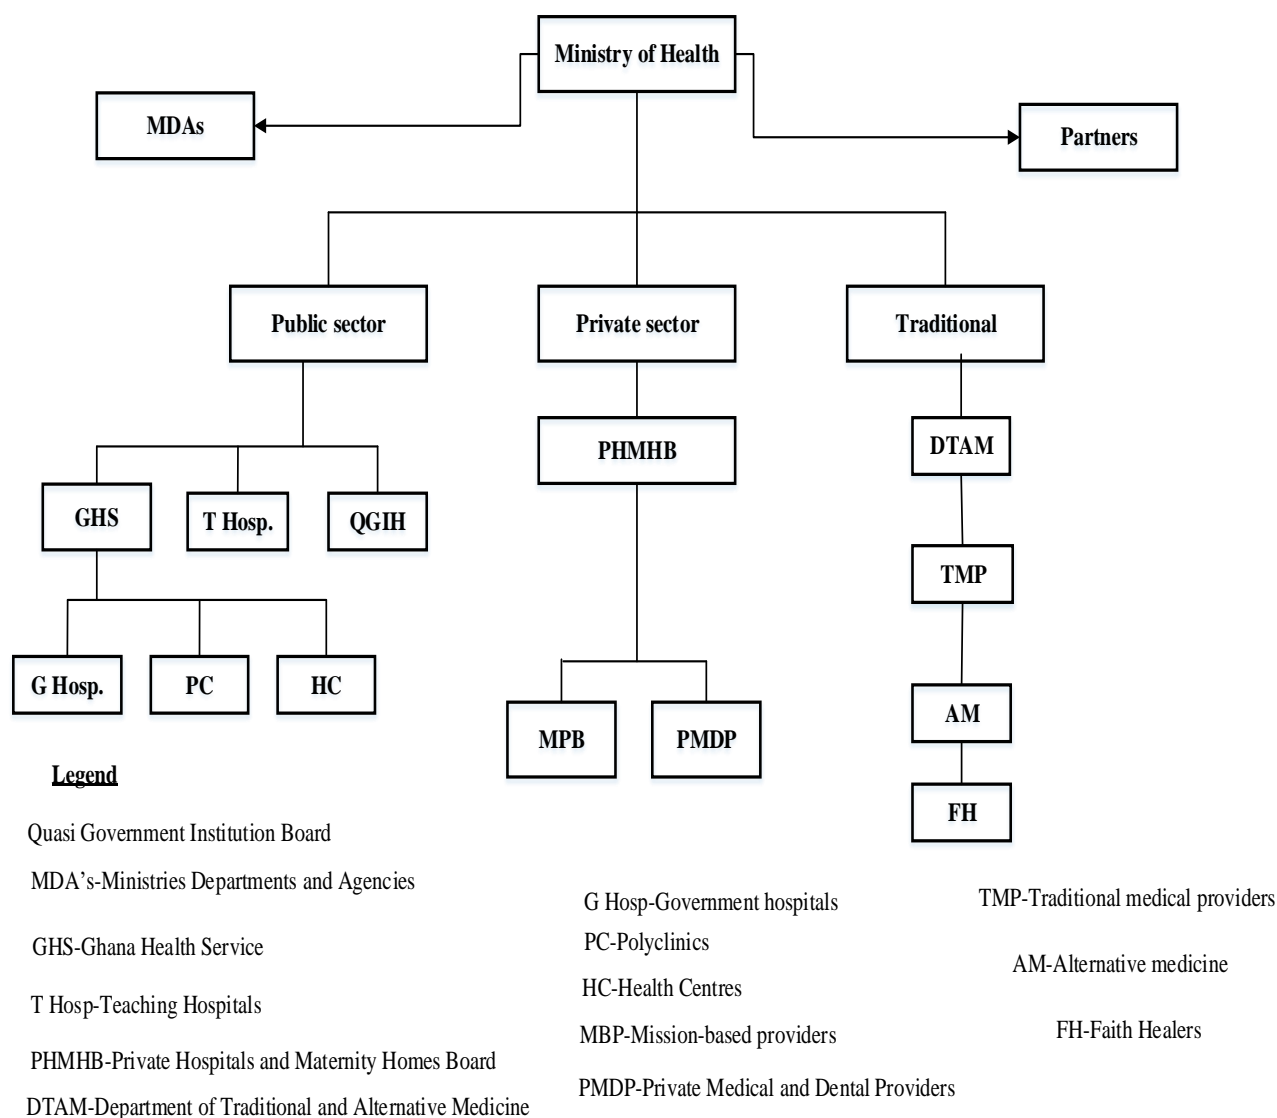 Ministry of Health
MDAs
Partners
Public sector
Private sector
Traditional
PHMHB
DTAM
GHS
T Hosp.
QGIH
TMP
G Hosp.
PC
HC
MPB
PMDP
AM
FH
Legend
Quasi Government Institution Board
MDA’s-Ministries Departments and Agencies
GHS-Ghana Health Service
T Hosp-Teaching Hospitals
PHMHB-Private Hospitals and Maternity Homes Board
DTAM-Department of Traditional and Alternative Medicine
G Hosp-Government hospitals
PC-Polyclinics
HC-Health Centres
MBP-Mission-based providers
PMDP-Private Medical and Dental Providers
TMP-Traditional medical providers
AM-Alternative medicine
FH-Faith Healers